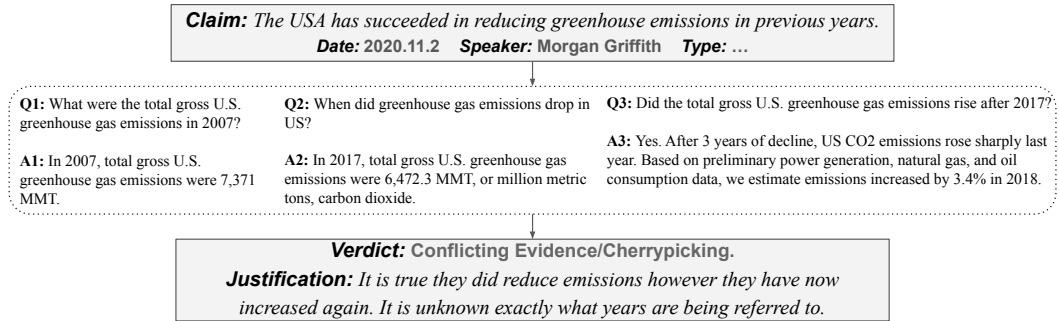 Claim: The USA has succeeded in reducing greenhouse emissions in previous years.
Date: 2020.11.2 Speaker: Morgan Griffith Type: ...
Q1: What were the total gross U.S.
greenhouse gas emissions in 2007?
A1: In 2007, total gross U.S.
greenhouse gas emissions were 7,371
MMT.
Q2: When did greenhouse gas emissions drop in
US?
A2: In 2017, total gross U.S. greenhouse gas
emissions were 6,472.3 MMT, or million metric
tons, carbon dioxide.
Q3: Did the total gross U.S. greenhouse gas emissions rise after 2017?
A3: Yes. After 3 years of decline, US CO2 emissions rose sharply last
year. Based on preliminary power generation, natural gas, and oil
consumption data, we estimate emissions increased by 3.4% in 2018.
Verdict: Conflicting Evidence/Cherrypicking.
Justification: It is true they did reduce emissions however they have now
increased again. It is unknown exactly what years are being referred to.